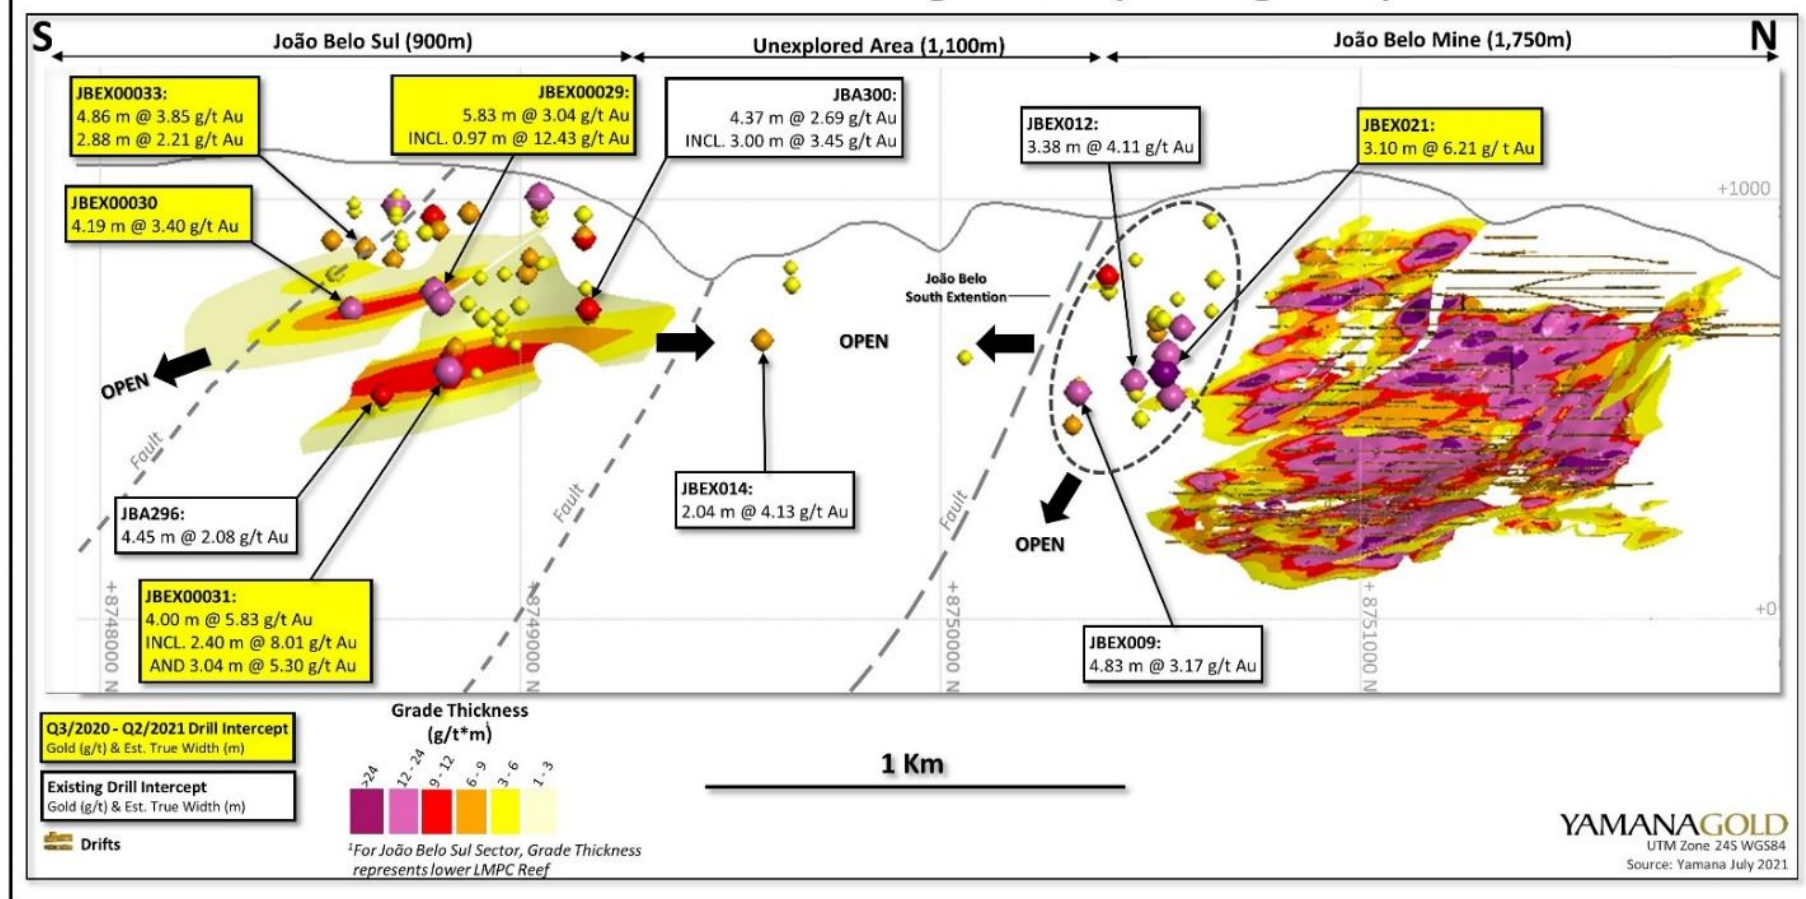 S
João Belo Sul (900m)
Unexplored Area (1,100m)
João Belo Mine (1,750m)
N
JBEX00033:
4.86 m @ 3.85 g/t Au
2.88 m @ 2.21 g/t Au
JBEX00029:
5.83 m @ 3.04 g/t Au
INCL. 0.97 m @ 12.43 g/t Au
JBA300:
4.37 m @ 2.69 g/t Au
INCL. 3.00 m @ 3.45 g/t Au
JBEX012:
3.38 m @ 4.11 g/t Au
JBEX021:
3.10 m @ 6.21 g/ t Au
+1000
JBEX00030
4.19 m @ 3.40 g/t Au
João Belo
South Extention
OPEN
OPEN
Fault
Fault
Fault
OPEN
JBEX014:
2.04 m @ 4.13 g/t Au
JBA296:
4.45 m @ 2.08 g/t Au
JBEX00031:
4.00 m @ 5.83 g/t Au
INCL. 2.40 m @ 8.01 g/t Au
AND 3.04 m @ 5.30 g/t Au
JBEX009:
4.83 m @ 3.17 g/t Au
+0
+8748000 N
+8749000 N
+8750000 N
+8751000 N
Q3/2020 - Q2/2021 Drill Intercept
Gold (g/t) & Est. True Width (m)
Existing Drill Intercept
Gold (g/t) & Est. True Width (m)
Drifts
Grade Thickness
(g/t*m)¹
>24
12 - 24
9 - 12
6 - 9
3 - 6
1 - 3
¹For João Belo Sul Sector, Grade Thickness
represents lower LMPC Reef
1 Km
YAMANAGOLD
UTM Zone 24S WGS84
Source: Yamana July 2021